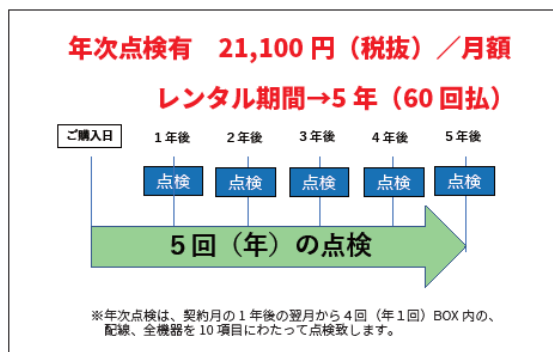 年次点検有　21,100 円（税抜）／月額
レンタル期間→5 年（60 回払）
ご購入日　1 年後　2 年後　3 年後　4 年後　5 年後
点検　点検　点検　点検　点検
５回（年）の点検
※年次点検は、契約月の 1 年後の翌月から 4 回（年 1 回）BOX 内の、
配線、全機器を 10 項目にわたって点検致します。